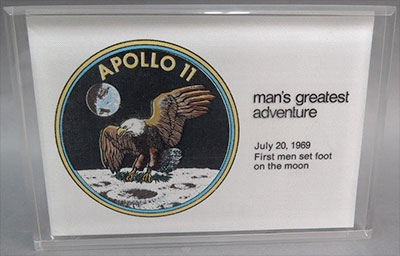 APOLLO 11
man's greatest
adventure
July 20, 1969
First men set foot
on the moon